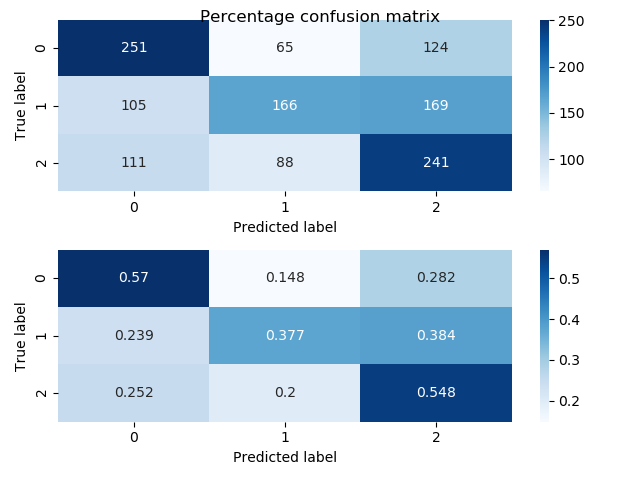 Percentage confusion matrix
True label
0 251 65 124
1 105 166 169
2 111 88 241
0 1 2
Predicted label
250
200
150
100
True label
0 0.57 0.148 0.282
1 0.239 0.377 0.384
2 0.252 0.2 0.548
0 1 2
Predicted label
0.5
0.4
0.3
0.2